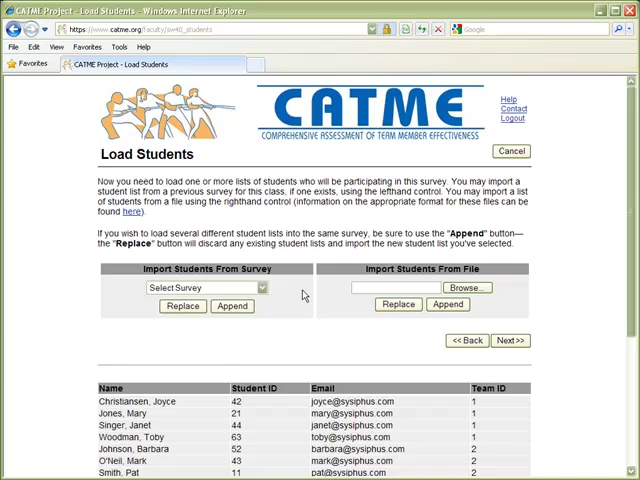 CATME Project - Load Students - Windows Internet Explorer
https://www.catme.org/faculty/sw40_students
Google
File Edit View Favorites Tools Help
Favorites CATME Project - Load Students
CATME
COMPREHENSIVE ASSESSMENT OF TEAM MEMBER EFFECTIVENESS
Help
Contact
Logout
Load Students
Cancel
Now you need to load one or more lists of students who will be participating in this survey. You may import a
student list from a previous survey for this class, if one exists, using the lefthand control. You may import a list
of students from a file using the righthand control (information on the appropriate format for these files can be
found here).
If you wish to load several different student lists into the same survey, be sure to use the "Append" button—
the "Replace" button will discard any existing student lists and import the new student list you've selected.
Import Students From Survey Import Students From File
Select Survey Browse...
Replace Append Replace Append
<< Back Next >>
Name Student ID Email Team ID
Christiansen, Joyce 42 joyce@sysiphus.com 1
Jones, Mary 21 mary@sysiphus.com 1
Singer, Janet 44 janet@sysiphus.com 1
Woodman, Toby 63 toby@sysiphus.com 1
Johnson, Barbara 52 barbara@sysiphus.com 2
O'Neil, Mark 43 mark@sysiphus.com 2
Smith, Pat 11 pat@sysiphus.com 2